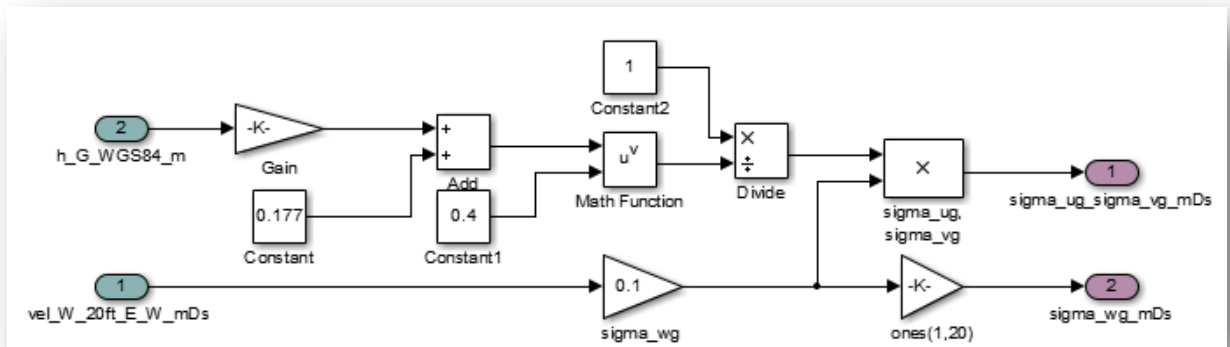 1
Constant2
2
h_G_WGS84_m
-K-
Gain
+
+
Add
0.177
Constant
0.4
Constant1
u^v
Math Function
×
÷
Divide
×
sigma_ug,
sigma_vg
1
sigma_ug_sigma_vg_mDs
1
vel_W_20ft_E_W_mDs
0.1
sigma_wg
-K-
ones(1,20)
2
sigma_wg_mDs